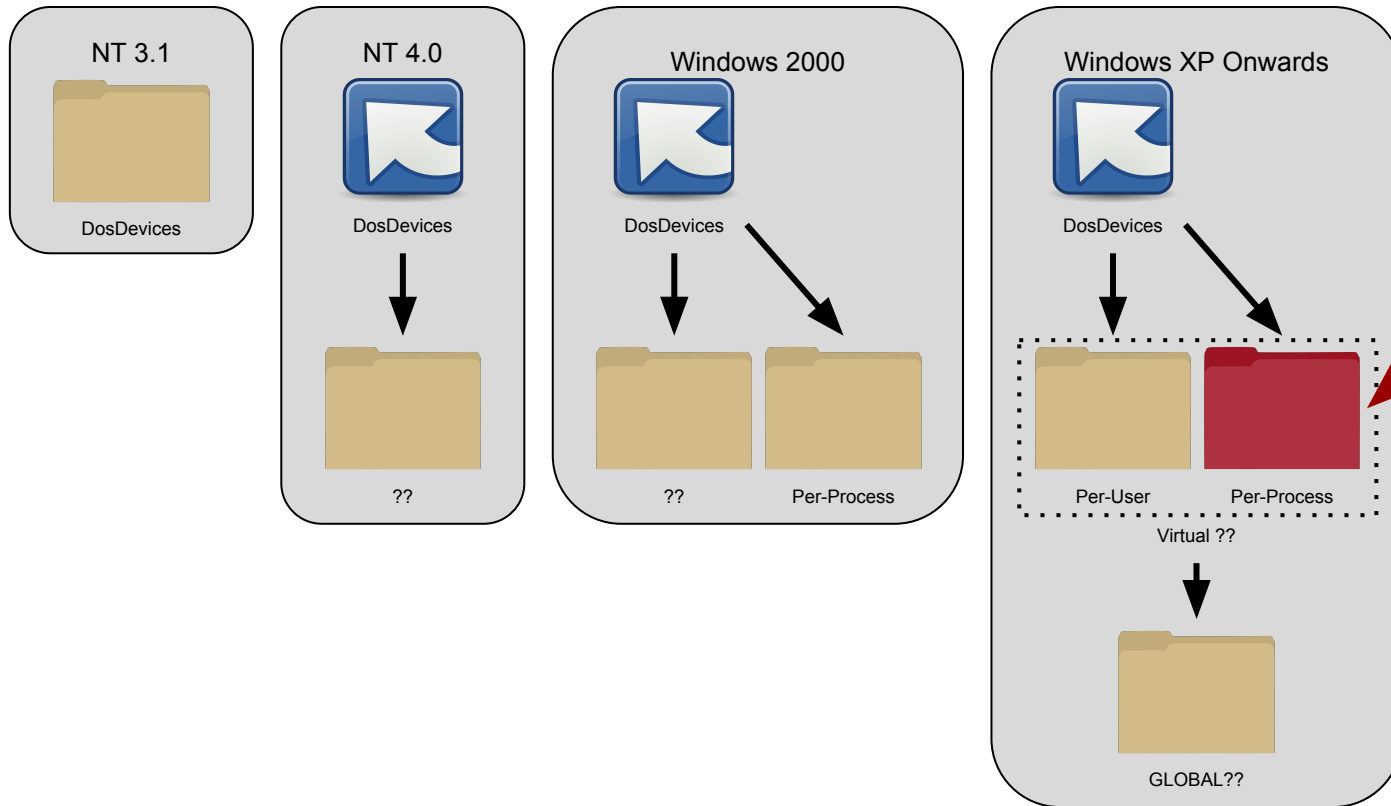 NT 3.1
DosDevices
NT 4.0
DosDevices
??
Windows 2000
DosDevices
??
Per-Process
Windows XP Onwards
DosDevices
Per-User
Per-Process
Virtual ??
GLOBAL??